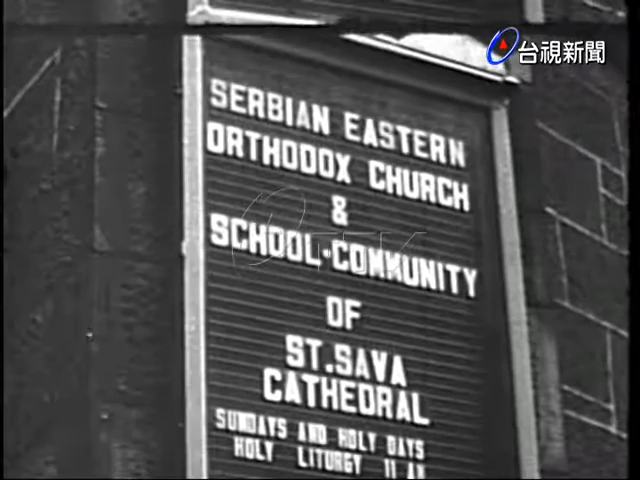 台視新聞
SERBIAN EASTERN
ORTHODOX CHURCH
&
SCHOOL-COMMUNITY
OF
ST.SAVA
CATHEDRAL
SUNDAYS AND HOLY DAYS
HOLY LITURGY 11 AM
TTV